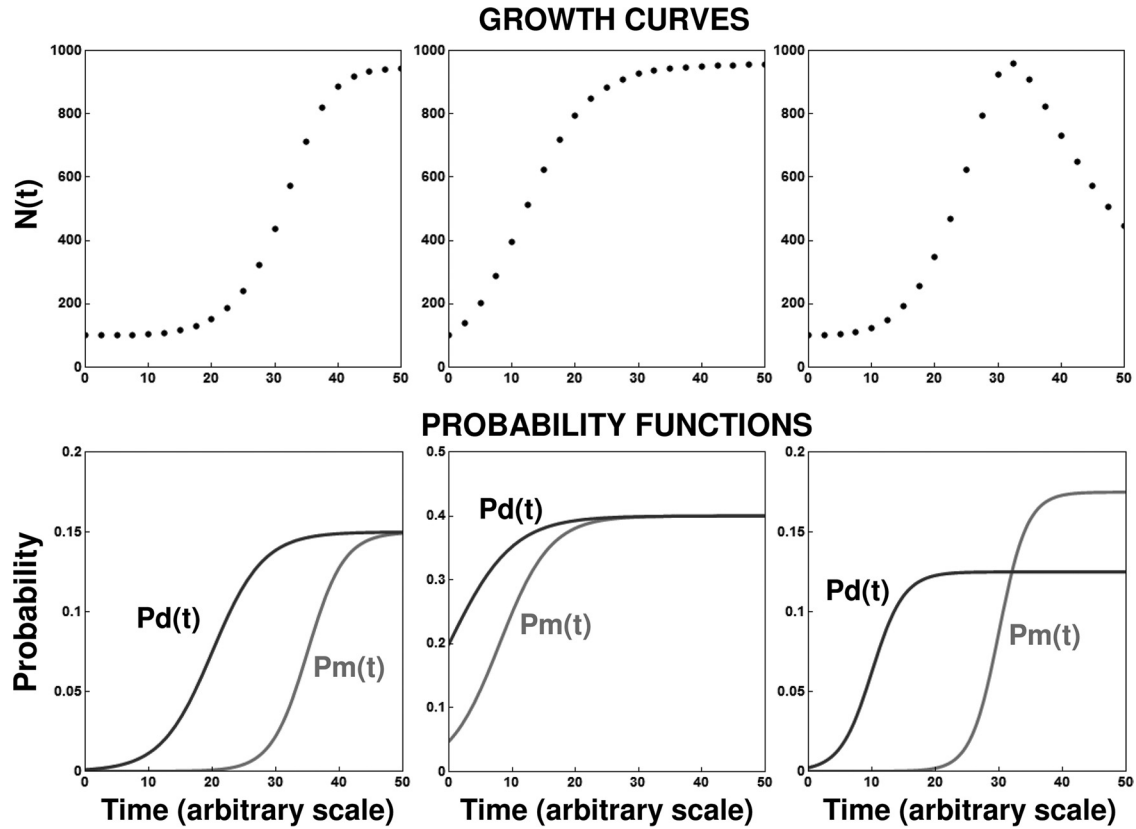 GROWTH CURVES
N(t)
1000
800
600
400
200
0
0 10 20 30 40 50
1000
800
600
400
200
0
0 10 20 30 40 50
1000
800
600
400
200
0
0 10 20 30 40 50
PROBABILITY FUNCTIONS
Probability
0.2
0.15
0.1
0.05
0
Pd(t)
Pm(t)
0 10 20 30 40 50
Time (arbitrary scale)
0.5
0.4
0.3
0.2
0.1
0
Pd(t)
Pm(t)
0 10 20 30 40 50
Time (arbitrary scale)
0.2
0.15
0.1
0.05
0
Pd(t)
Pm(t)
0 10 20 30 40 50
Time (arbitrary scale)